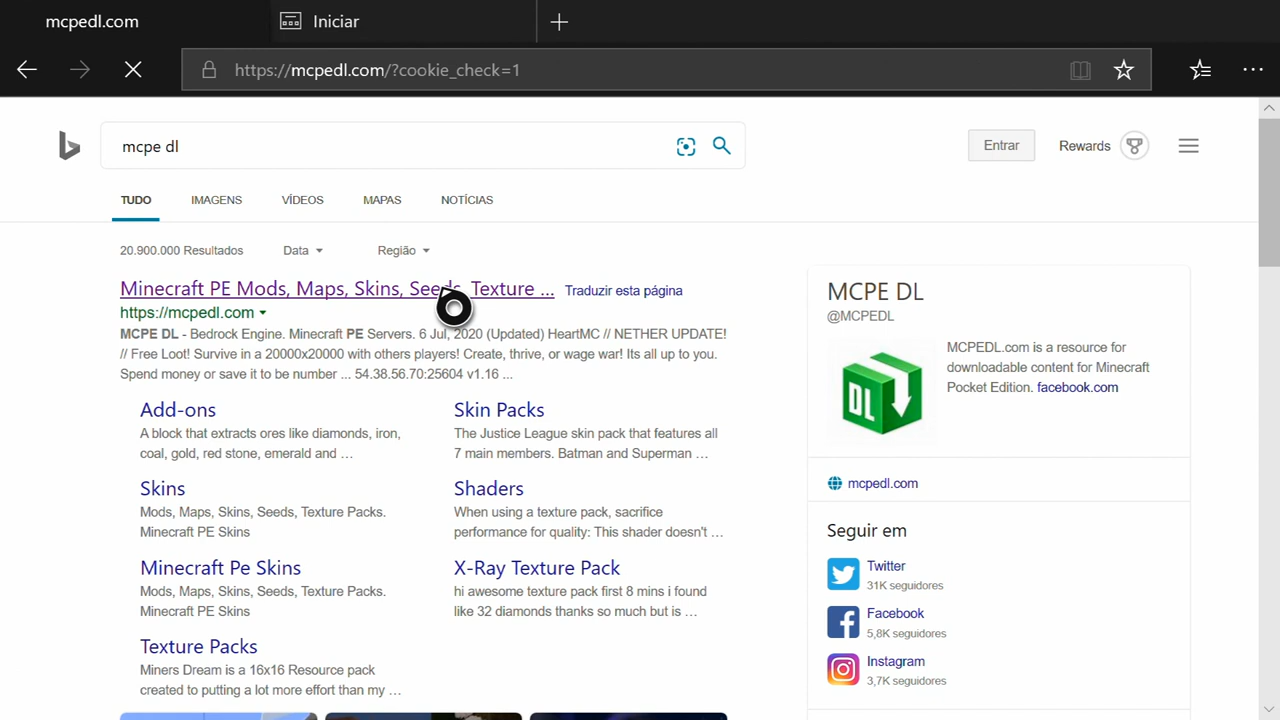 mcpedl.com
Iniciar
https://mcpedl.com/?cookie_check=1
mcpe dl
Entrar
Rewards
TUDO
IMAGENS
VÍDEOS
MAPAS
NOTÍCIAS
20.900.000 Resultados
Data
Região
Minecraft PE Mods, Maps, Skins, Seeds, Texture ...
Traduzir esta página
https://mcpedl.com
MCPE DL - Bedrock Engine. Minecraft PE Servers. 6 Jul, 2020 (Updated) HeartMC // NETHER UPDATE!
// Free Loot! Survive in a 20000x20000 with others players! Create, thrive, or wage war! Its all up to you.
Spend money or save it to be number ... 54.38.56.70:25604 v1.16 ...
Add-ons
A block that extracts ores like diamonds, iron,
coal, gold, red stone, emerald and ...
Skin Packs
The Justice League skin pack that features all
7 main members. Batman and Superman ...
Skins
Mods, Maps, Skins, Seeds, Texture Packs.
Minecraft PE Skins
Shaders
When using a texture pack, sacrifice
performance for quality: This shader doesn't ...
Minecraft Pe Skins
Mods, Maps, Skins, Seeds, Texture Packs.
Minecraft PE Skins
X-Ray Texture Pack
hi awesome texture pack first 8 mins i found
like 32 diamonds thanks so much but is ...
Texture Packs
Miners Dream is a 16x16 Resource pack
created to putting a lot more effort than my ...
MCPE DL
@MCPEDL
DL
MCPEDL.com is a resource for
downloadable content for Minecraft
Pocket Edition. facebook.com
mcpedl.com
Seguir em
Twitter
31K seguidores
Facebook
5,8K seguidores
Instagram
3,7K seguidores